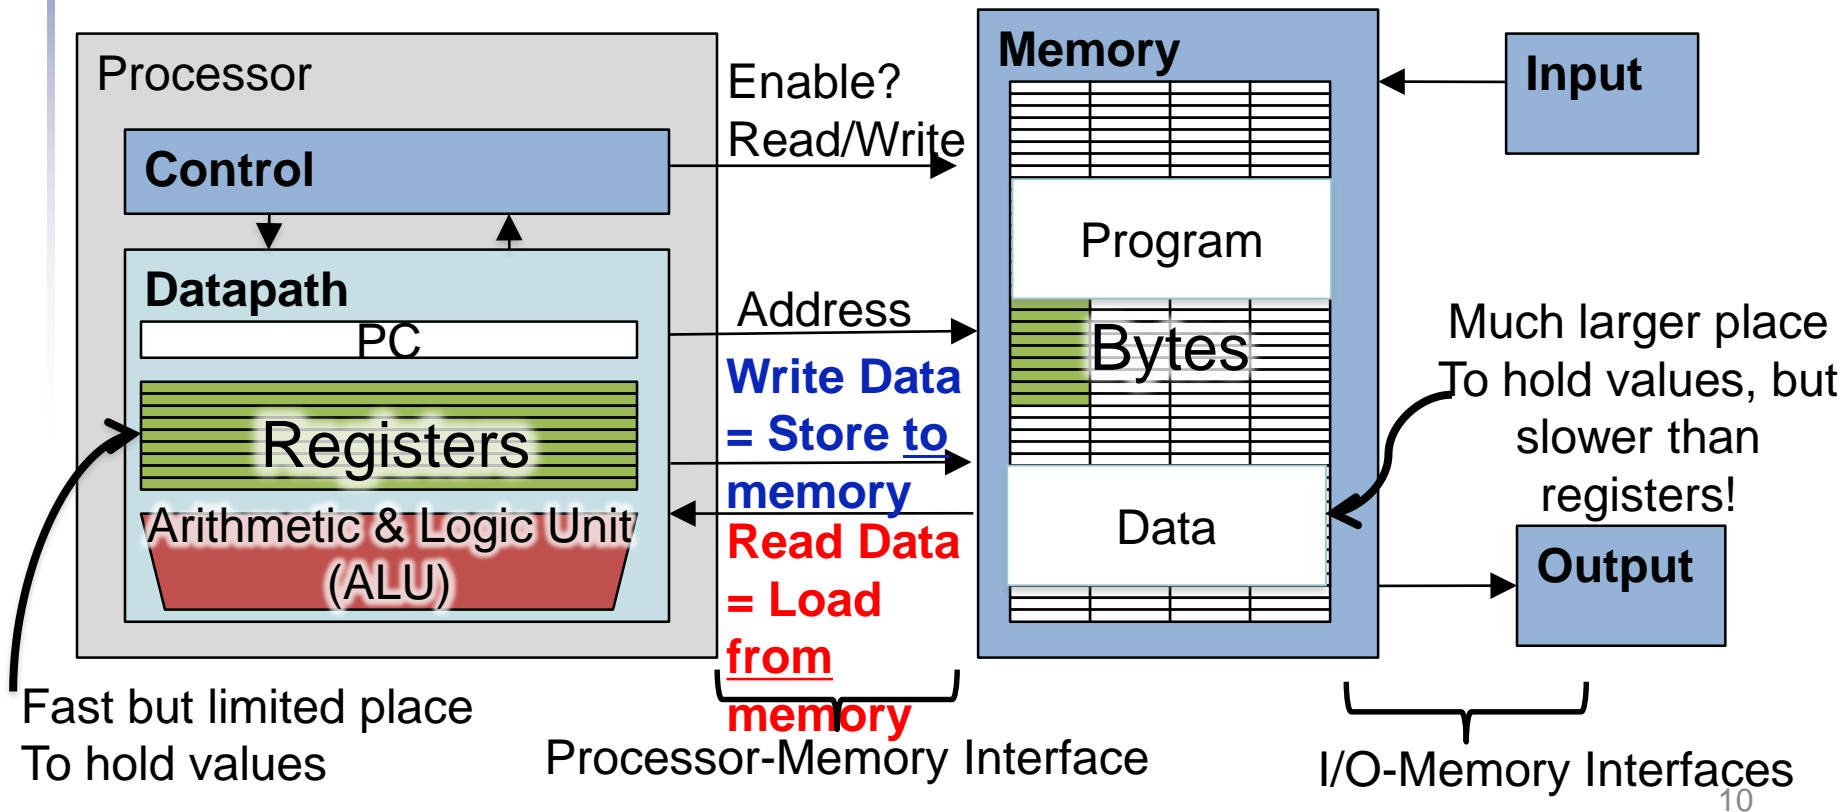 Processor
Control
Datapath
PC
Registers
Arithmetic & Logic Unit
(ALU)
Fast but limited place
To hold values
Enable?
Read/Write
Address
Write Data
= Store to
memory
Read Data
= Load
from
memory
Processor-Memory Interface
Memory
Program
Bytes
Data
Input
Much larger place
To hold values, but
slower than
registers!
Output
I/O-Memory Interfaces
10